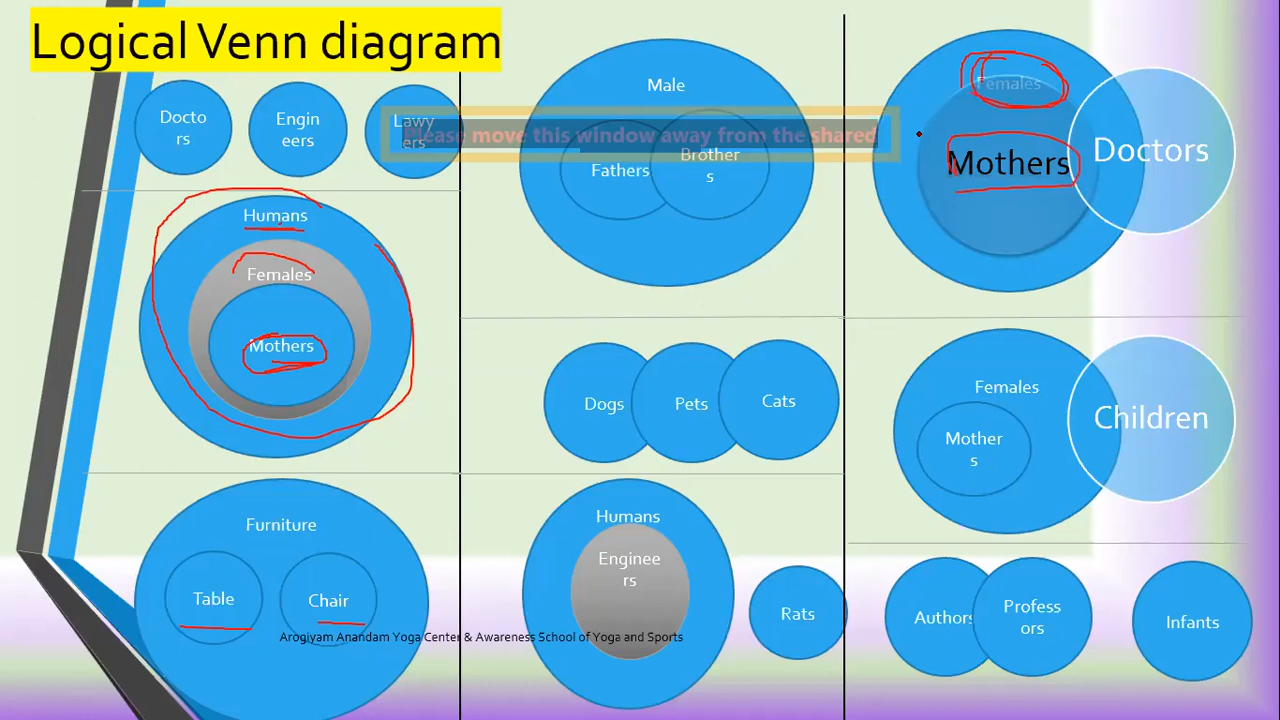 Logical Venn diagram
Docto
rs
Engin
eers
Lawy
ers
Humans
Females
Mothers
Furniture
Table
Chair
Male
Fathers
Brother
s
Please move this window away from the shared
Dogs
Pets
Cats
Humans
Enginee
rs
Rats
Females
Mothers
Doctors
Females
Mother
s
Children
Authors
Profess
ors
Infants
Arogiyam Anandam Yoga Center & Awareness School of Yoga and Sports